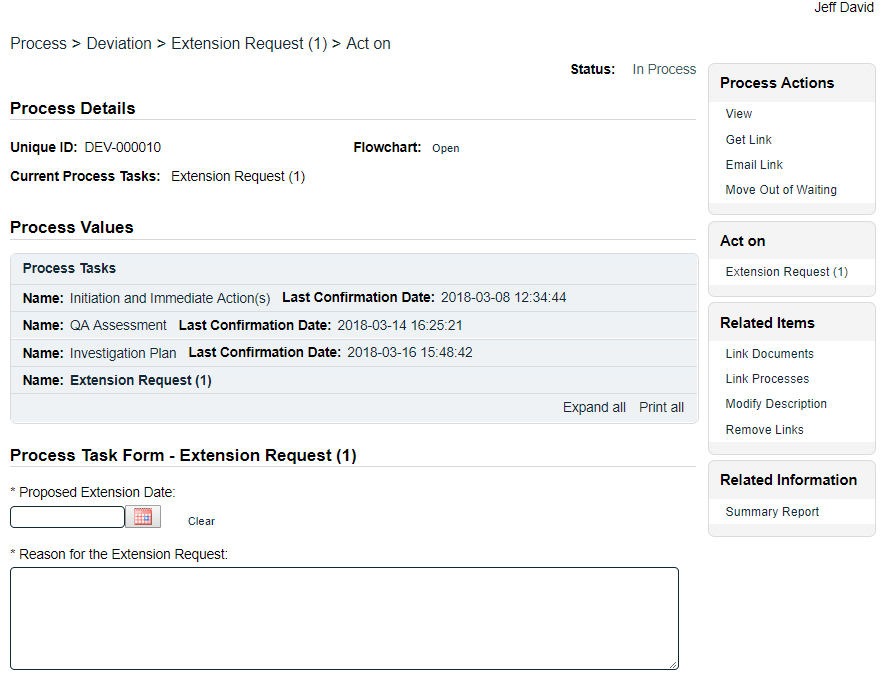 Jeff David
Process > Deviation > Extension Request (1) > Act on
Status: In Process
Process Details
Unique ID: DEV-000010 Flowchart: Open
Current Process Tasks: Extension Request (1)
Process Values
Process Tasks
Name: Initiation and Immediate Action(s) Last Confirmation Date: 2018-03-08 12:34:44
Name: QA Assessment Last Confirmation Date: 2018-03-14 16:25:21
Name: Investigation Plan Last Confirmation Date: 2018-03-16 15:48:42
Name: Extension Request (1)
Expand all Print all
Process Task Form - Extension Request (1)
* Proposed Extension Date:
Clear
* Reason for the Extension Request:
Process Actions
View
Get Link
Email Link
Move Out of Waiting
Act on
Extension Request (1)
Related Items
Link Documents
Link Processes
Modify Description
Remove Links
Related Information
Summary Report